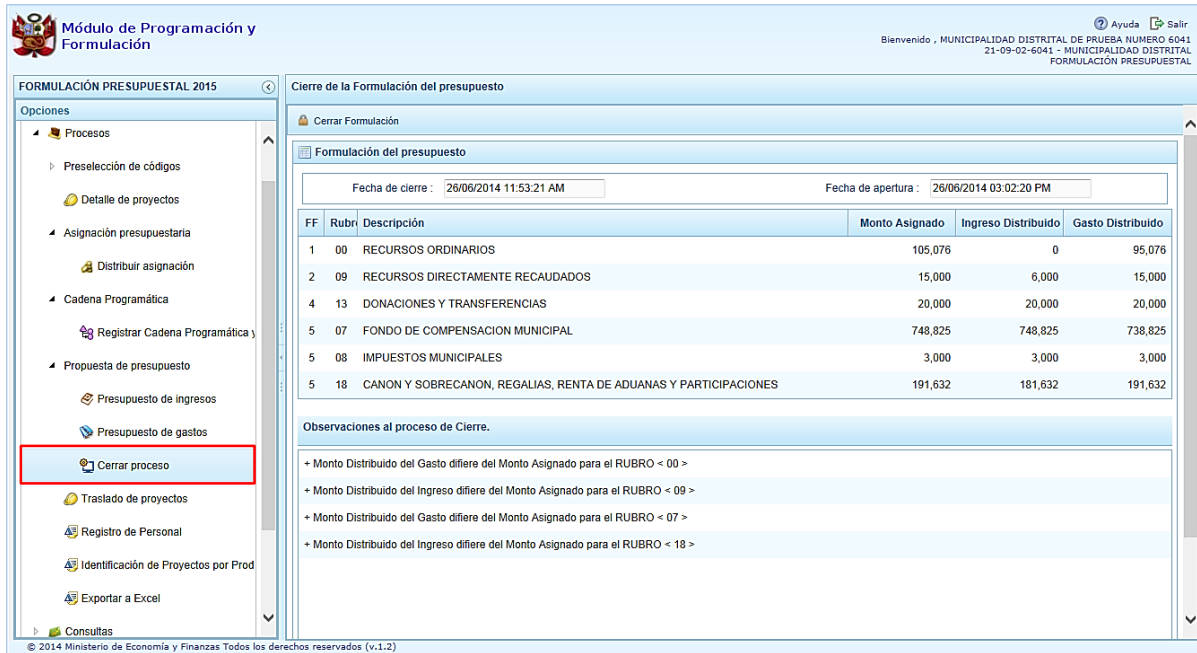 Módulo de Programación y
Formulación
Ayuda Salir
Bienvenido , MUNICIPALIDAD DISTRITAL DE PRUEBA NUMERO 6041
21-09-02-6041 - MUNICIPALIDAD DISTRITAL
FORMULACIÓN PRESUPUESTAL
FORMULACIÓN PRESUPUESTAL 2015
Opciones
Procesos
Preselección de códigos
Detalle de proyectos
Asignación presupuestaria
Distribuir asignación
Cadena Programática
Registrar Cadena Programática y
Propuesta de presupuesto
Presupuesto de ingresos
Presupuesto de gastos
Cerrar proceso
Traslado de proyectos
Registro de Personal
Identificación de Proyectos por Prod
Exportar a Excel
Consultas
Cierre de la Formulación del presupuesto
Cerrar Formulación
Formulación del presupuesto
Fecha de cierre : 26/06/2014 11:53:21 AM Fecha de apertura : 26/06/2014 03:02:20 PM
FF Rubro Descripción Monto Asignado Ingreso Distribuido Gasto Distribuido
1 00 RECURSOS ORDINARIOS 105,076 0 95,076
2 09 RECURSOS DIRECTAMENTE RECAUDADOS 15,000 6,000 15,000
4 13 DONACIONES Y TRANSFERENCIAS 20,000 20,000 20,000
5 07 FONDO DE COMPENSACION MUNICIPAL 748,825 748,825 738,825
5 08 IMPUESTOS MUNICIPALES 3,000 3,000 3,000
5 18 CANON Y SOBRECANON, REGALIAS, RENTA DE ADUANAS Y PARTICIPACIONES 191,632 181,632 191,632
Observaciones al proceso de Cierre.
+ Monto Distribuido del Gasto difiere del Monto Asignado para el RUBRO < 00 >
+ Monto Distribuido del Ingreso difiere del Monto Asignado para el RUBRO < 09 >
+ Monto Distribuido del Gasto difiere del Monto Asignado para el RUBRO < 07 >
+ Monto Distribuido del Ingreso difiere del Monto Asignado para el RUBRO < 18 >
© 2014 Ministerio de Economía y Finanzas Todos los derechos reservados (v.1.2)